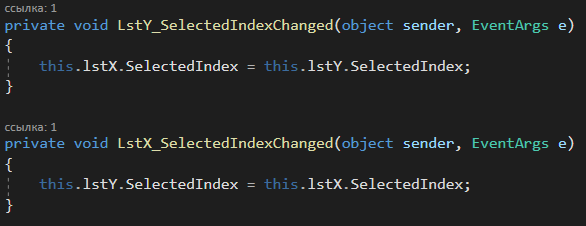 ссылка: 1
private void LstY_SelectedIndexChanged(object sender, EventArgs e)
{
this.lstX.SelectedIndex = this.lstY.SelectedIndex;
}
ссылка: 1
private void LstX_SelectedIndexChanged(object sender, EventArgs e)
{
this.lstY.SelectedIndex = this.lstX.SelectedIndex;
}